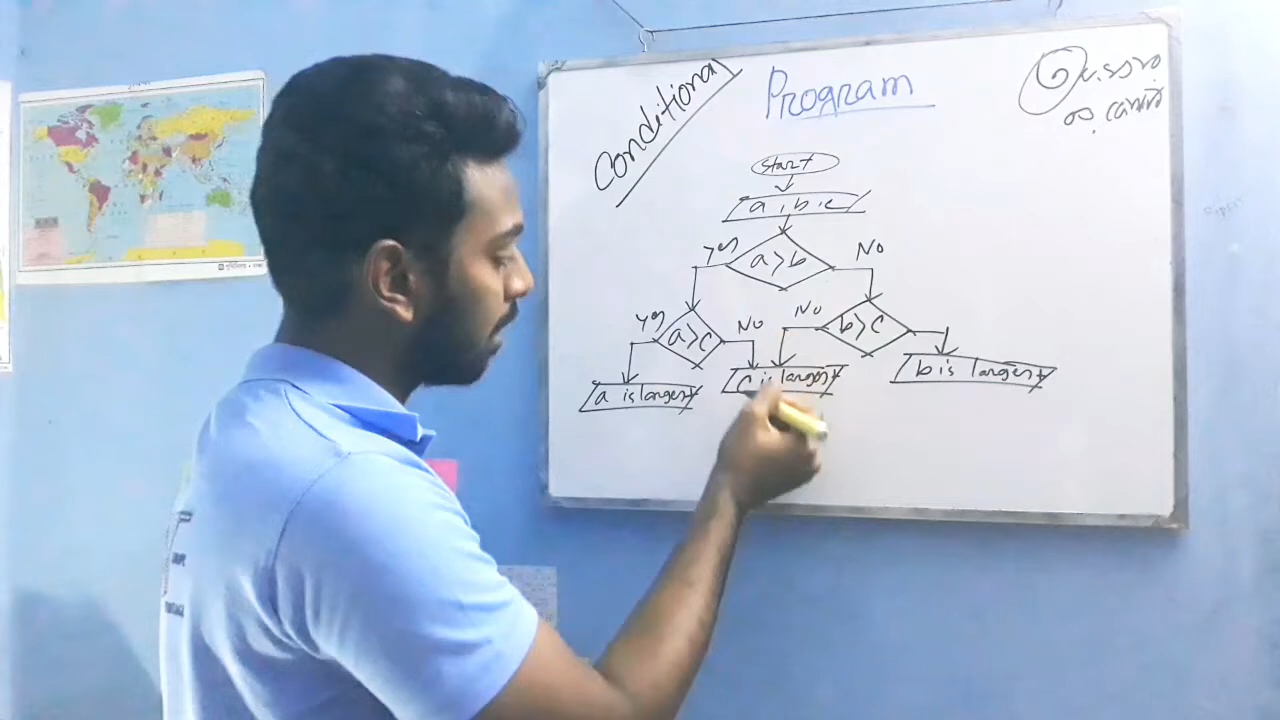 Conditional
Program
Start
a, b, c
a>b
Yes
No
a>c
Yes
No
b>c
No
a is largest
c is largest
b is largest